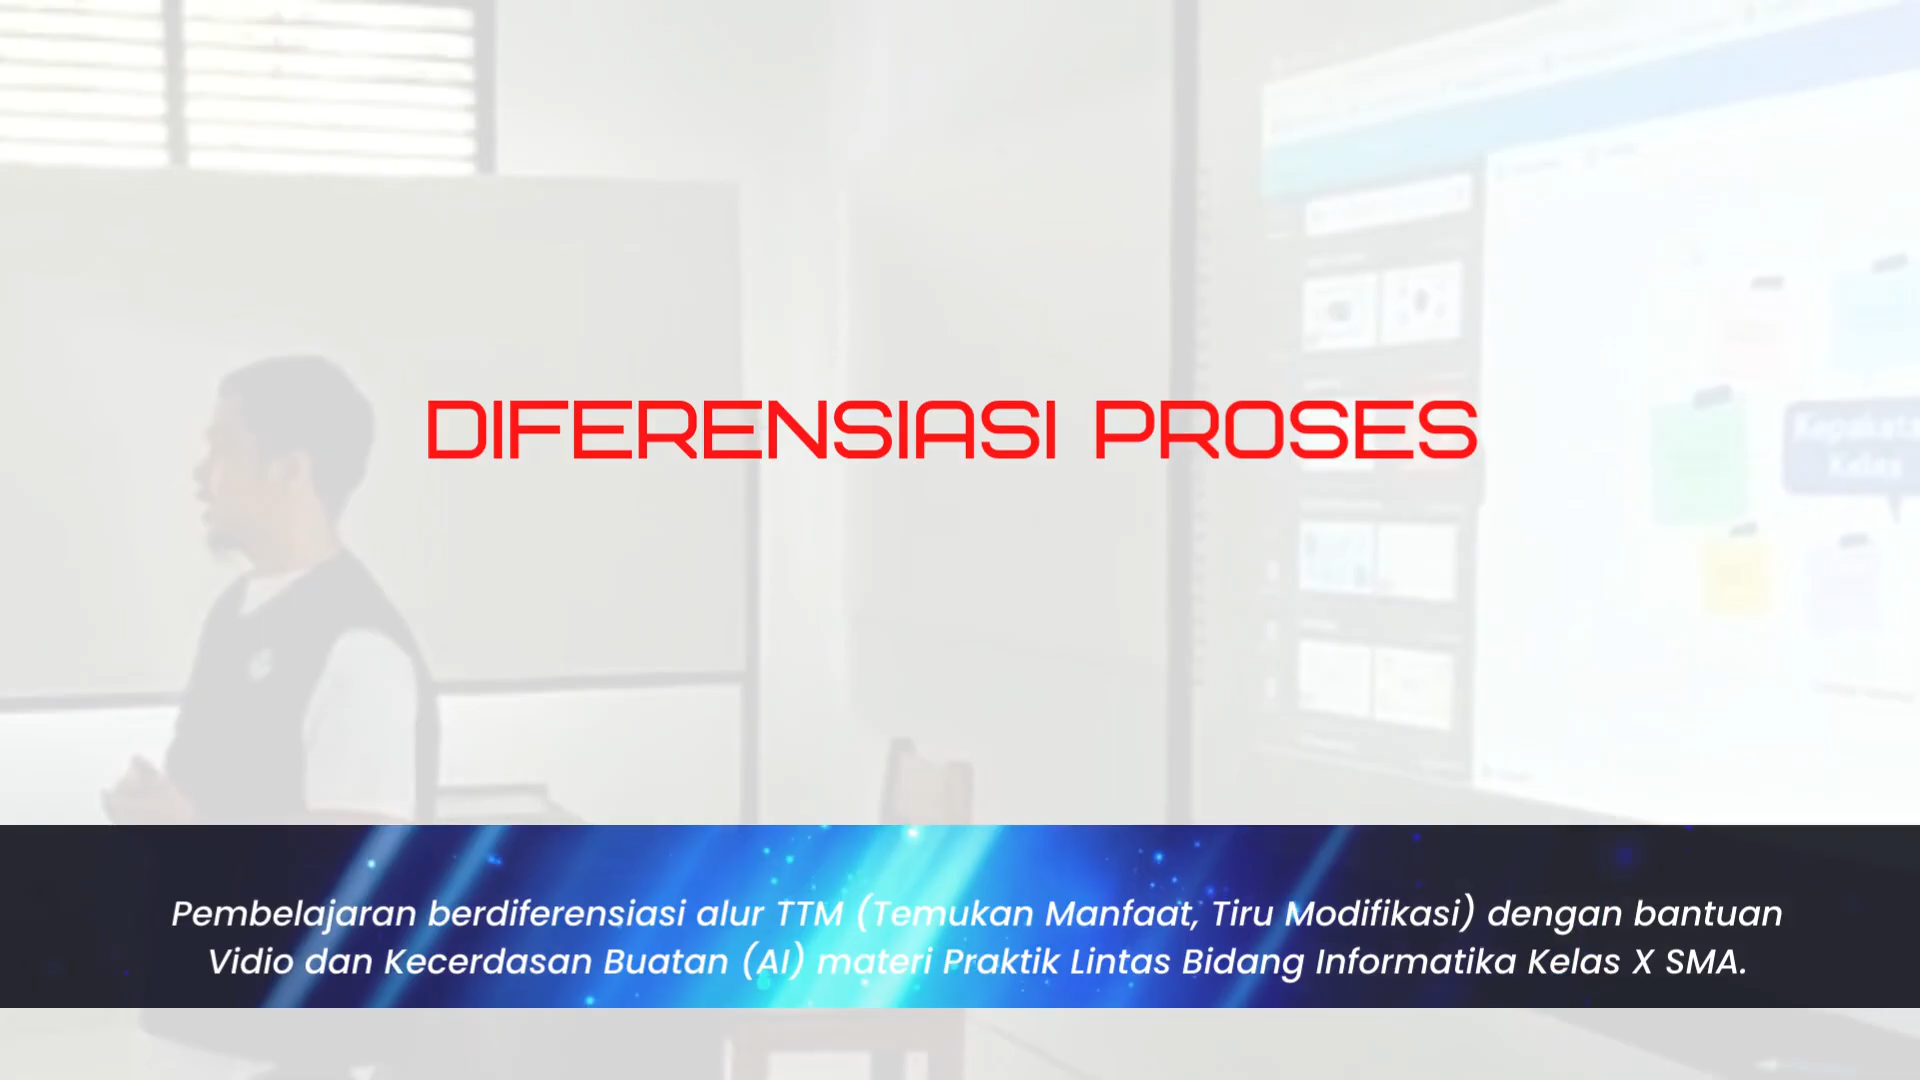 DIFERENSIASI PROSES
Kelas
Pembelajaran berdiferensiasi alur TTM (Temukan Manfaat, Tiru Modifikasi) dengan bantuan
Vidio dan Kecerdasan Buatan (AI) materi Praktik Lintas Bidang Informatika Kelas X SMA.